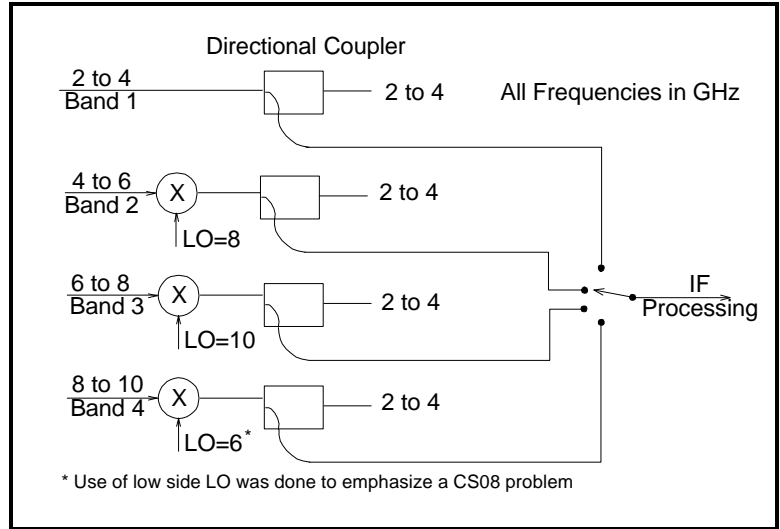 Directional Coupler
2 to 4
Band 1
2 to 4
All Frequencies in GHz
4 to 6
Band 2
X
LO=8
2 to 4
6 to 8
Band 3
X
LO=10
2 to 4
IF
Processing
8 to 10
Band 4
X
LO=6*
2 to 4
* Use of low side LO was done to emphasize a CS08 problem